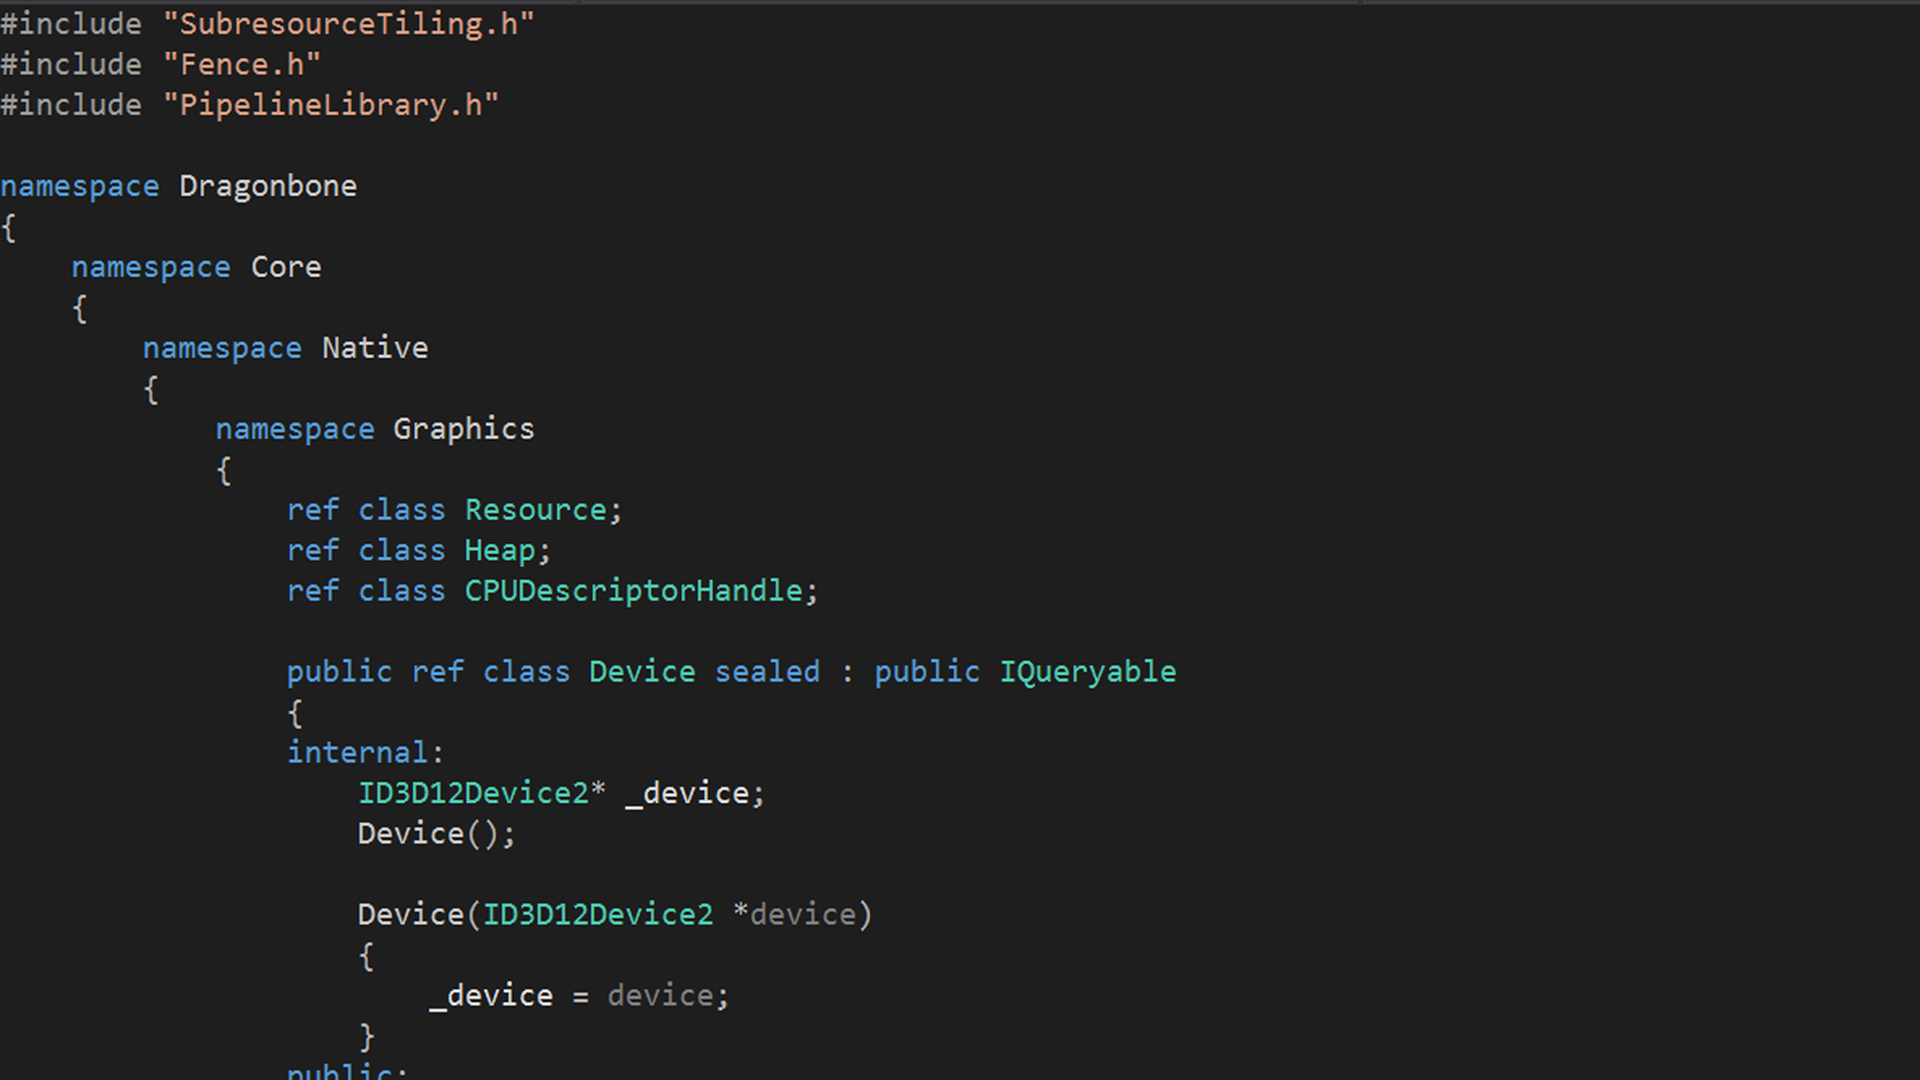 #include "SubresourceTiling.h"
#include "Fence.h"
#include "PipelineLibrary.h"
namespace Dragonbone
{
namespace Core
{
namespace Native
{
namespace Graphics
{
ref class Resource;
ref class Heap;
ref class CPUDescriptorHandle;
public ref class Device sealed : public IQueryable
{
internal:
ID3D12Device2* _device;
Device();
Device(ID3D12Device2 *device)
{
_device = device;
}
public: